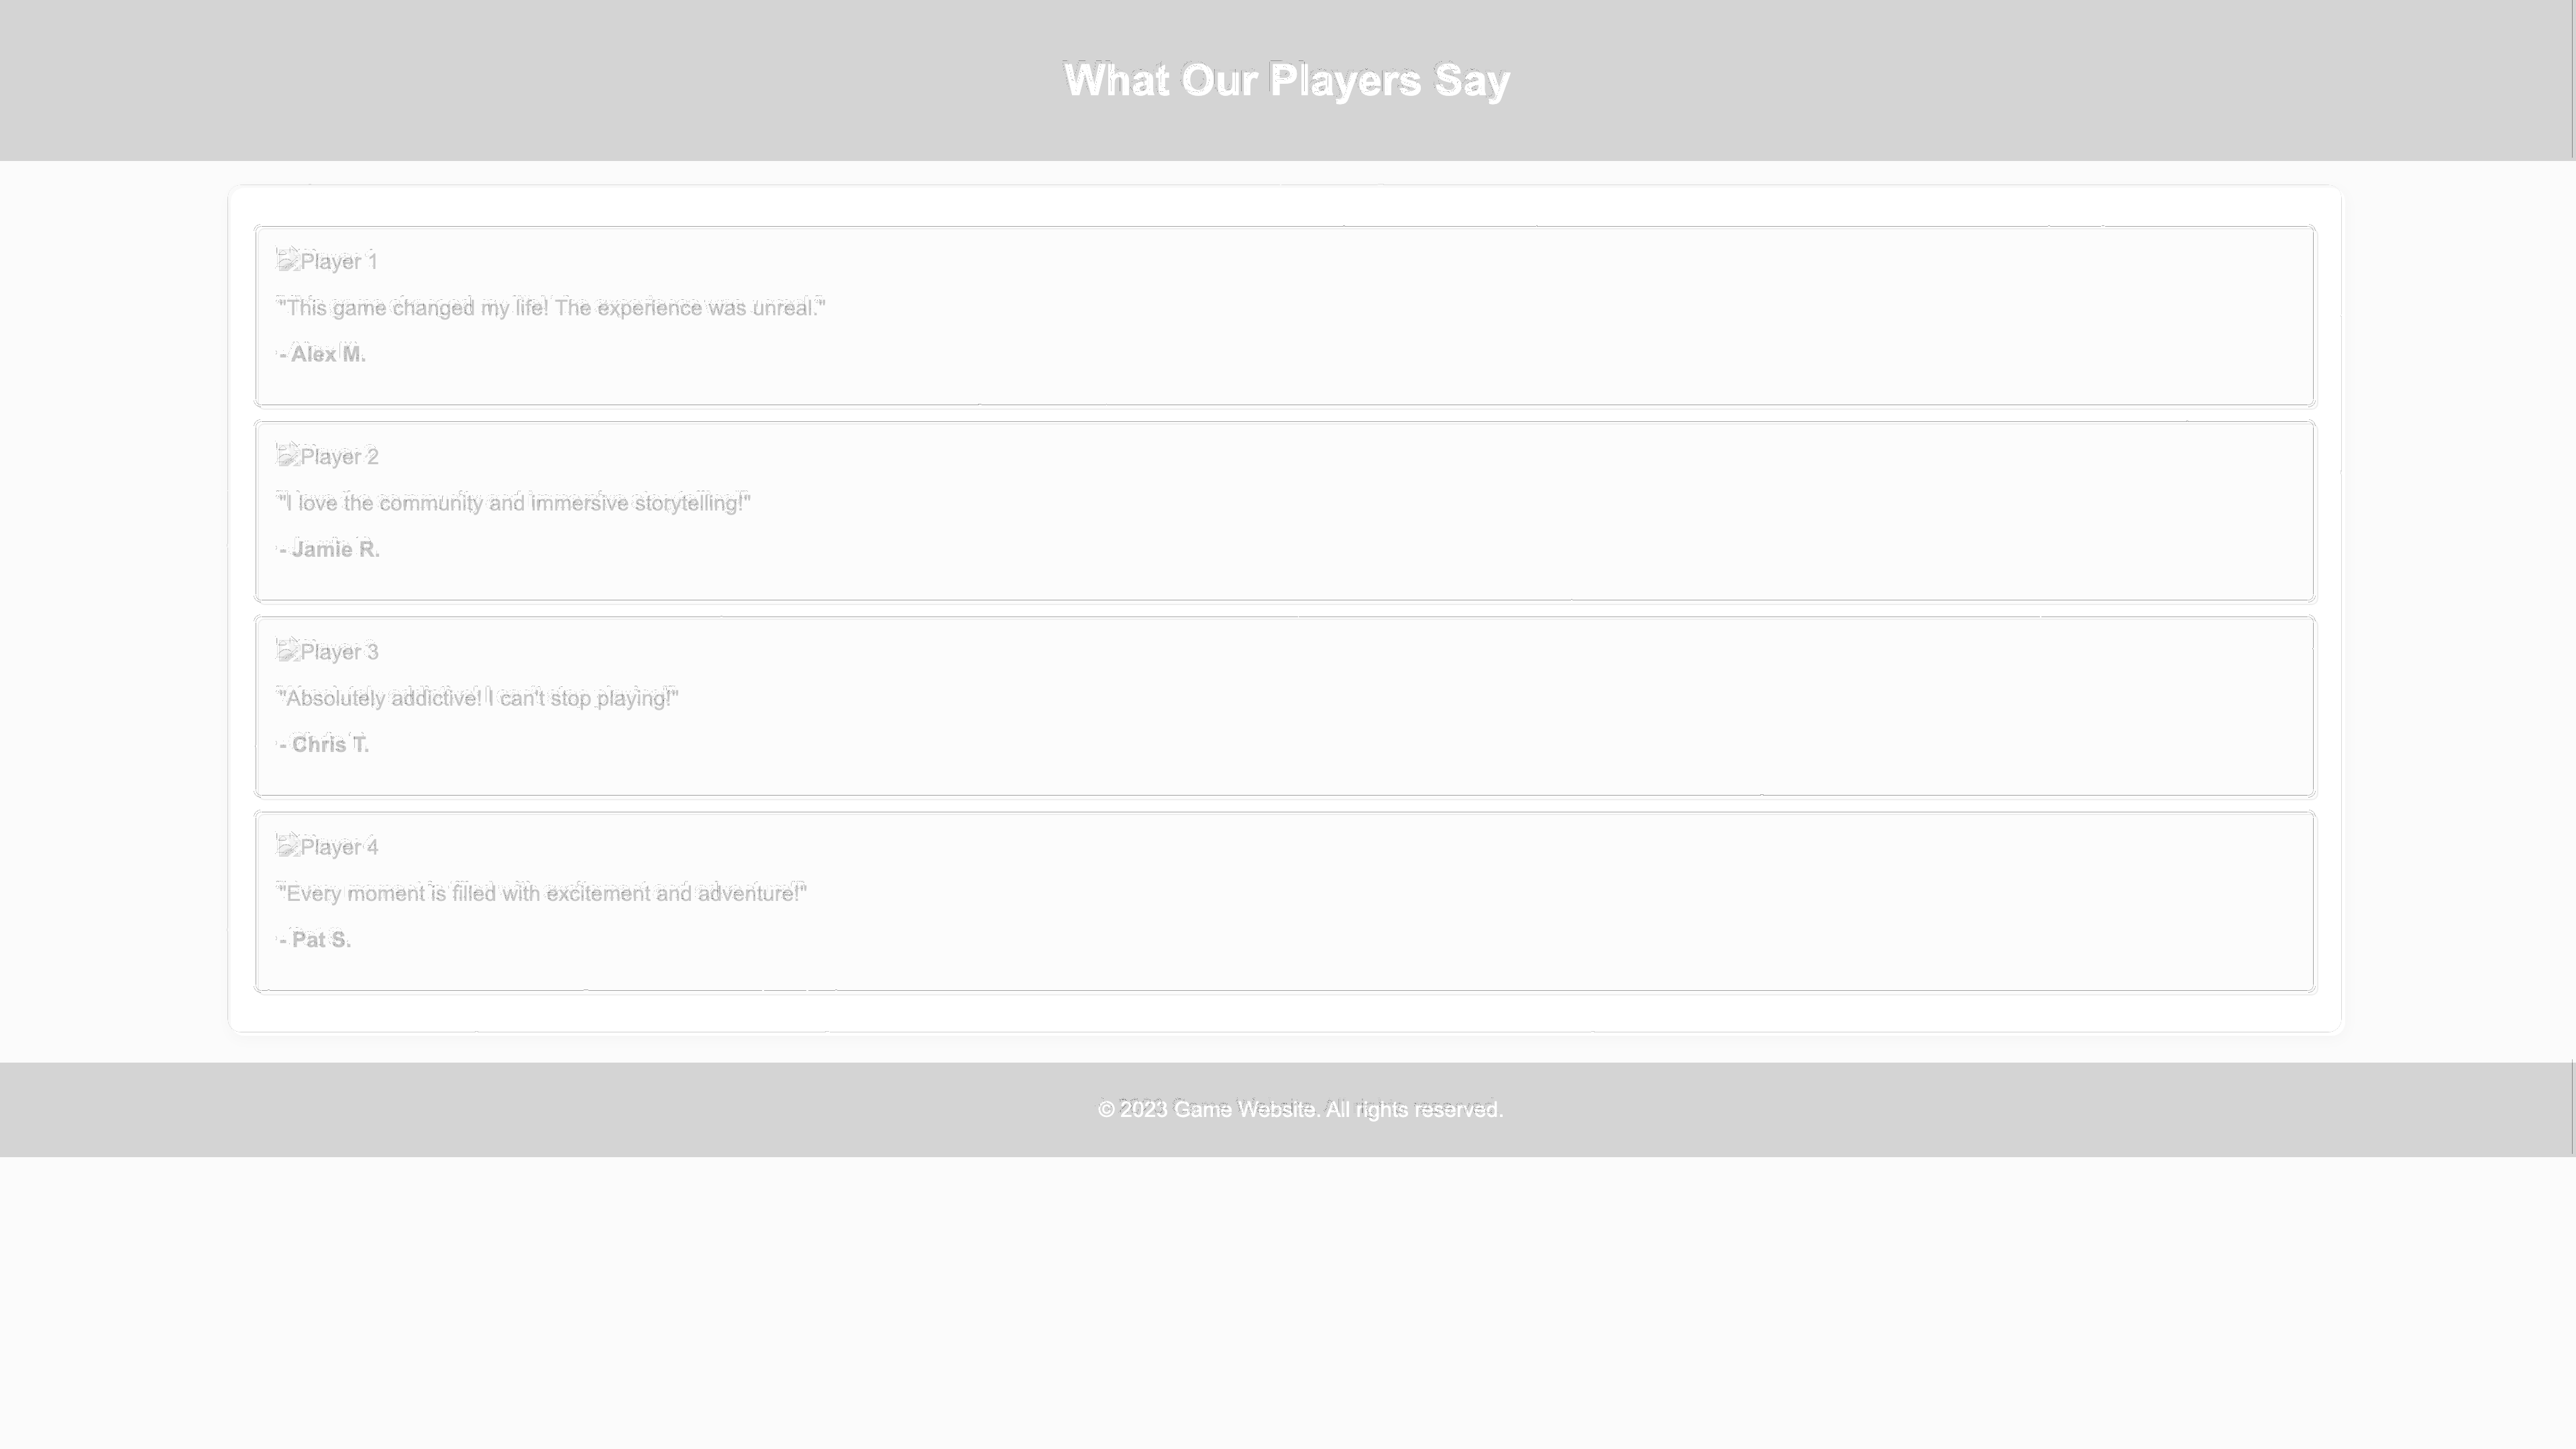 What Our Players Say
Player 1
"This game changed my life! The experience was unreal."
- Alex M.
Player 2
"I love the community and immersive storytelling!"
- Jamie R.
Player 3
"Absolutely addictive! I can't stop playing!"
- Chris T.
Player 4
"Every moment is filled with excitement and adventure!"
- Pat S.
© 2023 Game Website. All rights reserved.